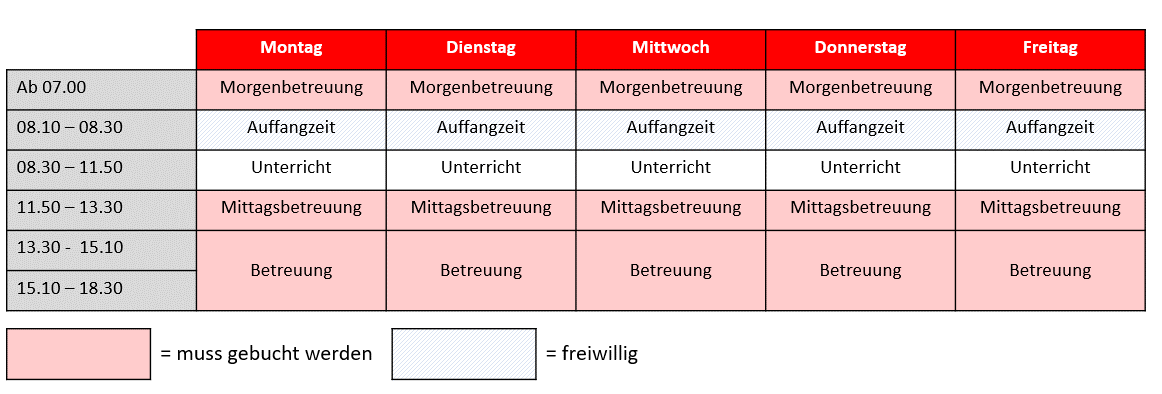 Montag Dienstag Mittwoch Donnerstag Freitag
Ab 07.00 Morgenbetreuung Morgenbetreuung Morgenbetreuung Morgenbetreuung Morgenbetreuung
08.10 – 08.30 Auffangzeit Auffangzeit Auffangzeit Auffangzeit Auffangzeit
08.30 – 11.50 Unterricht Unterricht Unterricht Unterricht Unterricht
11.50 – 13.30 Mittagsbetreuung Mittagsbetreuung Mittagsbetreuung Mittagsbetreuung Mittagsbetreuung
13.30 - 15.10
Betreuung Betreuung Betreuung Betreuung Betreuung
15.10 – 18.30
= muss gebucht werden = freiwillig